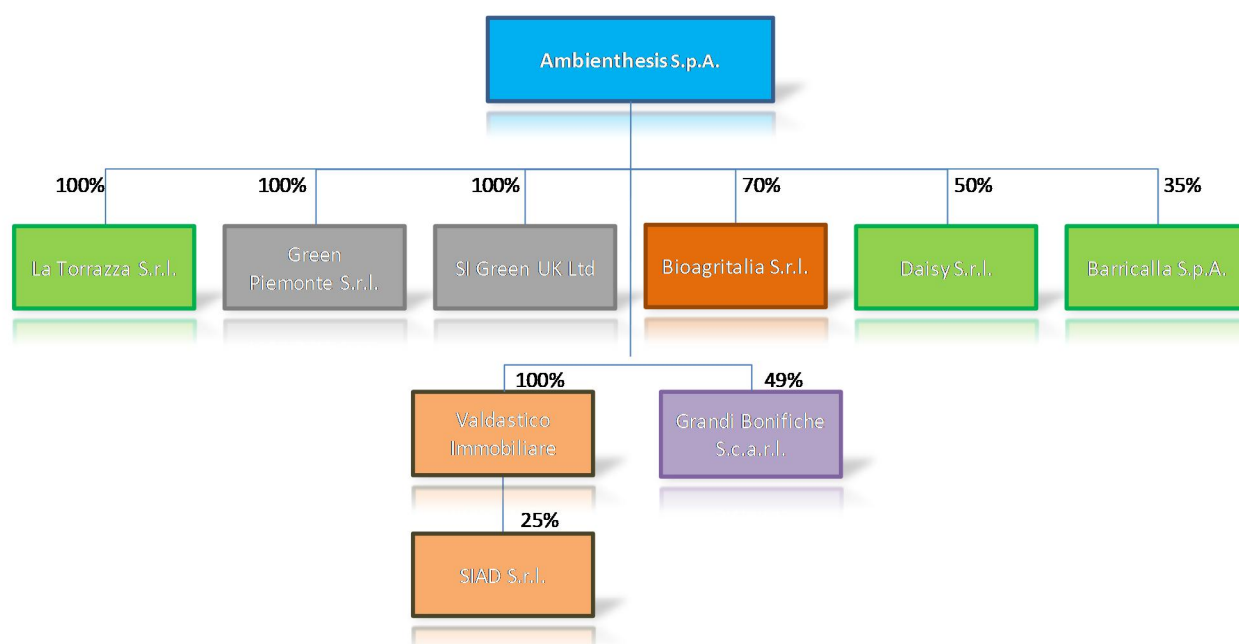 Ambienthesis S.p.A.
100% 100% 100% 70% 50% 35%
La Torrazza S.r.l.
Green
Piemonte S.r.l.
SI Green UK Ltd
Bioagritalia S.r.l.
Daisy S.r.l.
Barricalla S.p.A.
100% 49%
Valdastico
Immobiliare
Grandi Bonifiche
S.c.a.r.l.
25%
SIAD S.r.l.